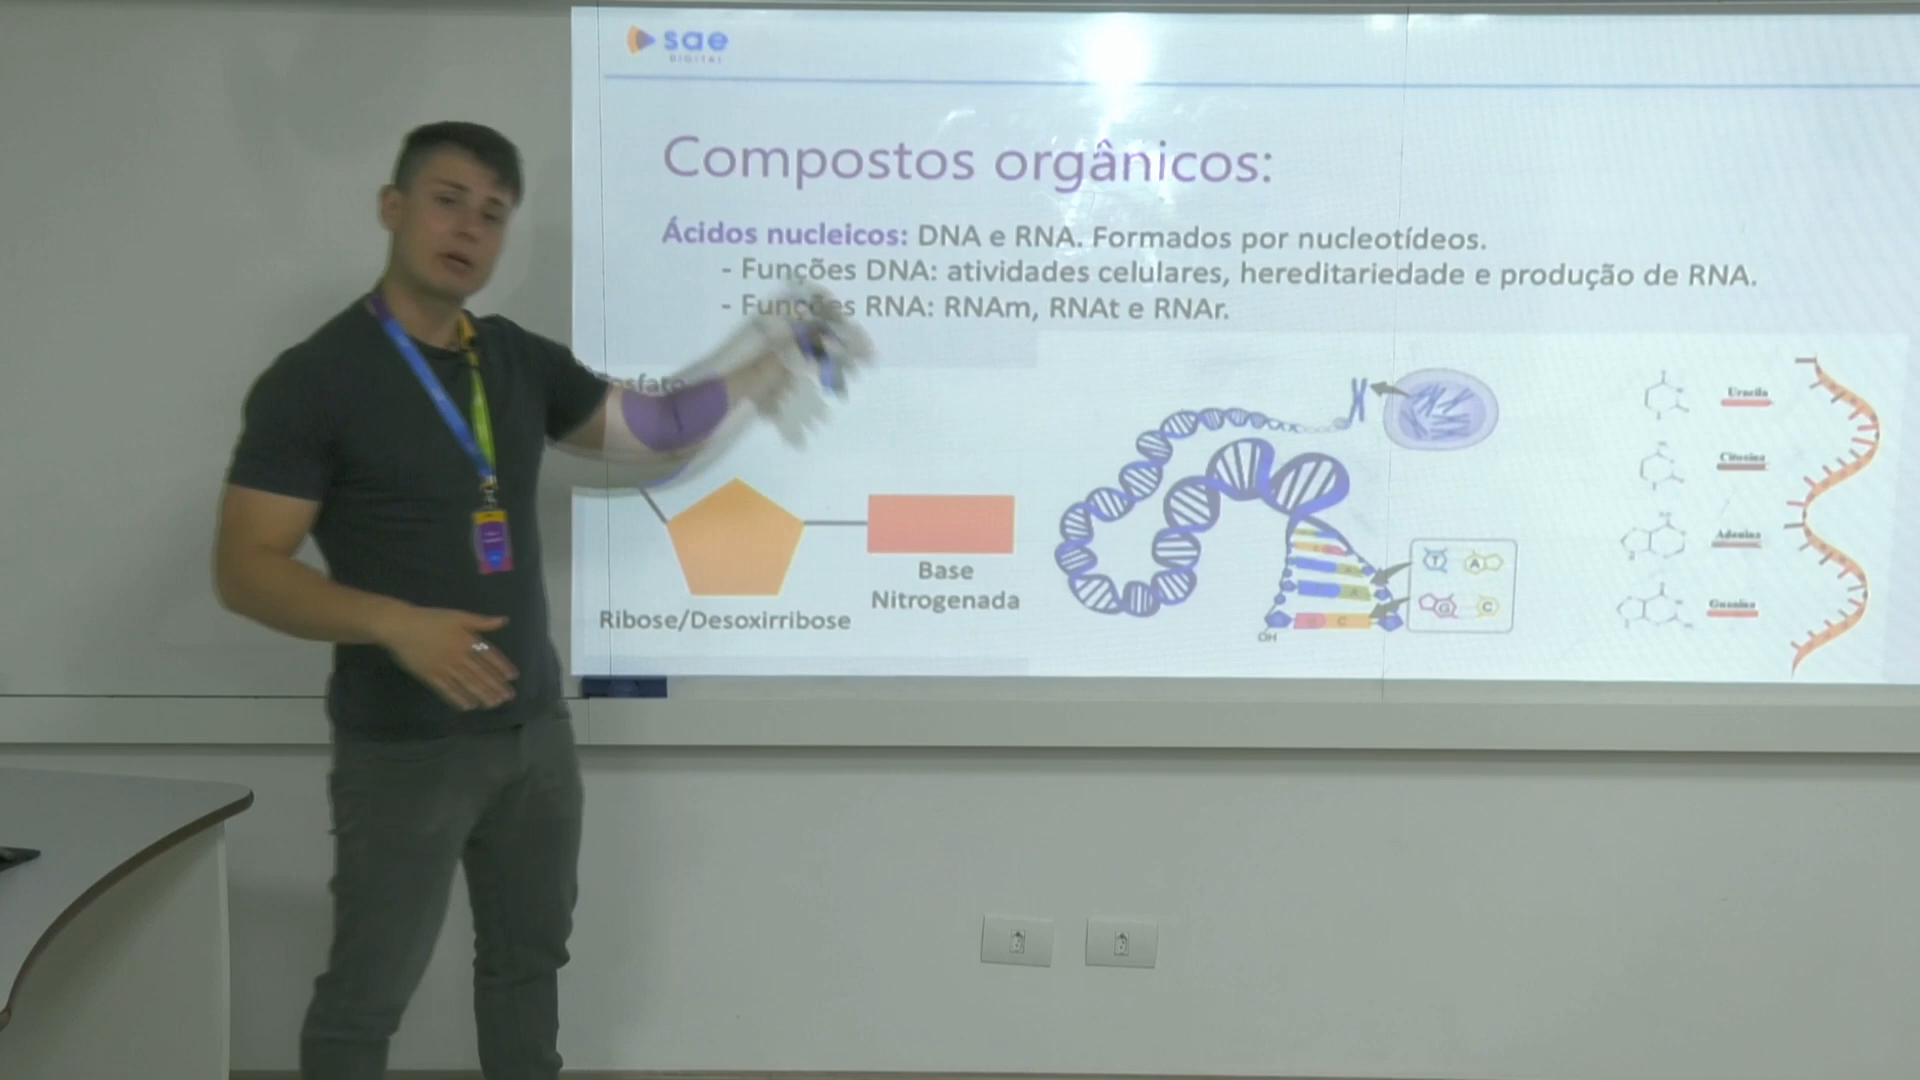 sae
DIGITAL
Compostos orgânicos:
Ácidos nucleicos: DNA e RNA. Formados por nucleotídeos.
- Funções DNA: atividades celulares, hereditariedade e produção de RNA.
- Funções RNA: RNAm, RNAt e RNAr.
Fosfato
Ribose/Desoxirribose
Base
Nitrogenada
OH
T A
G C
A
A
C
Uracila
Citosina
Adenina
Guanina